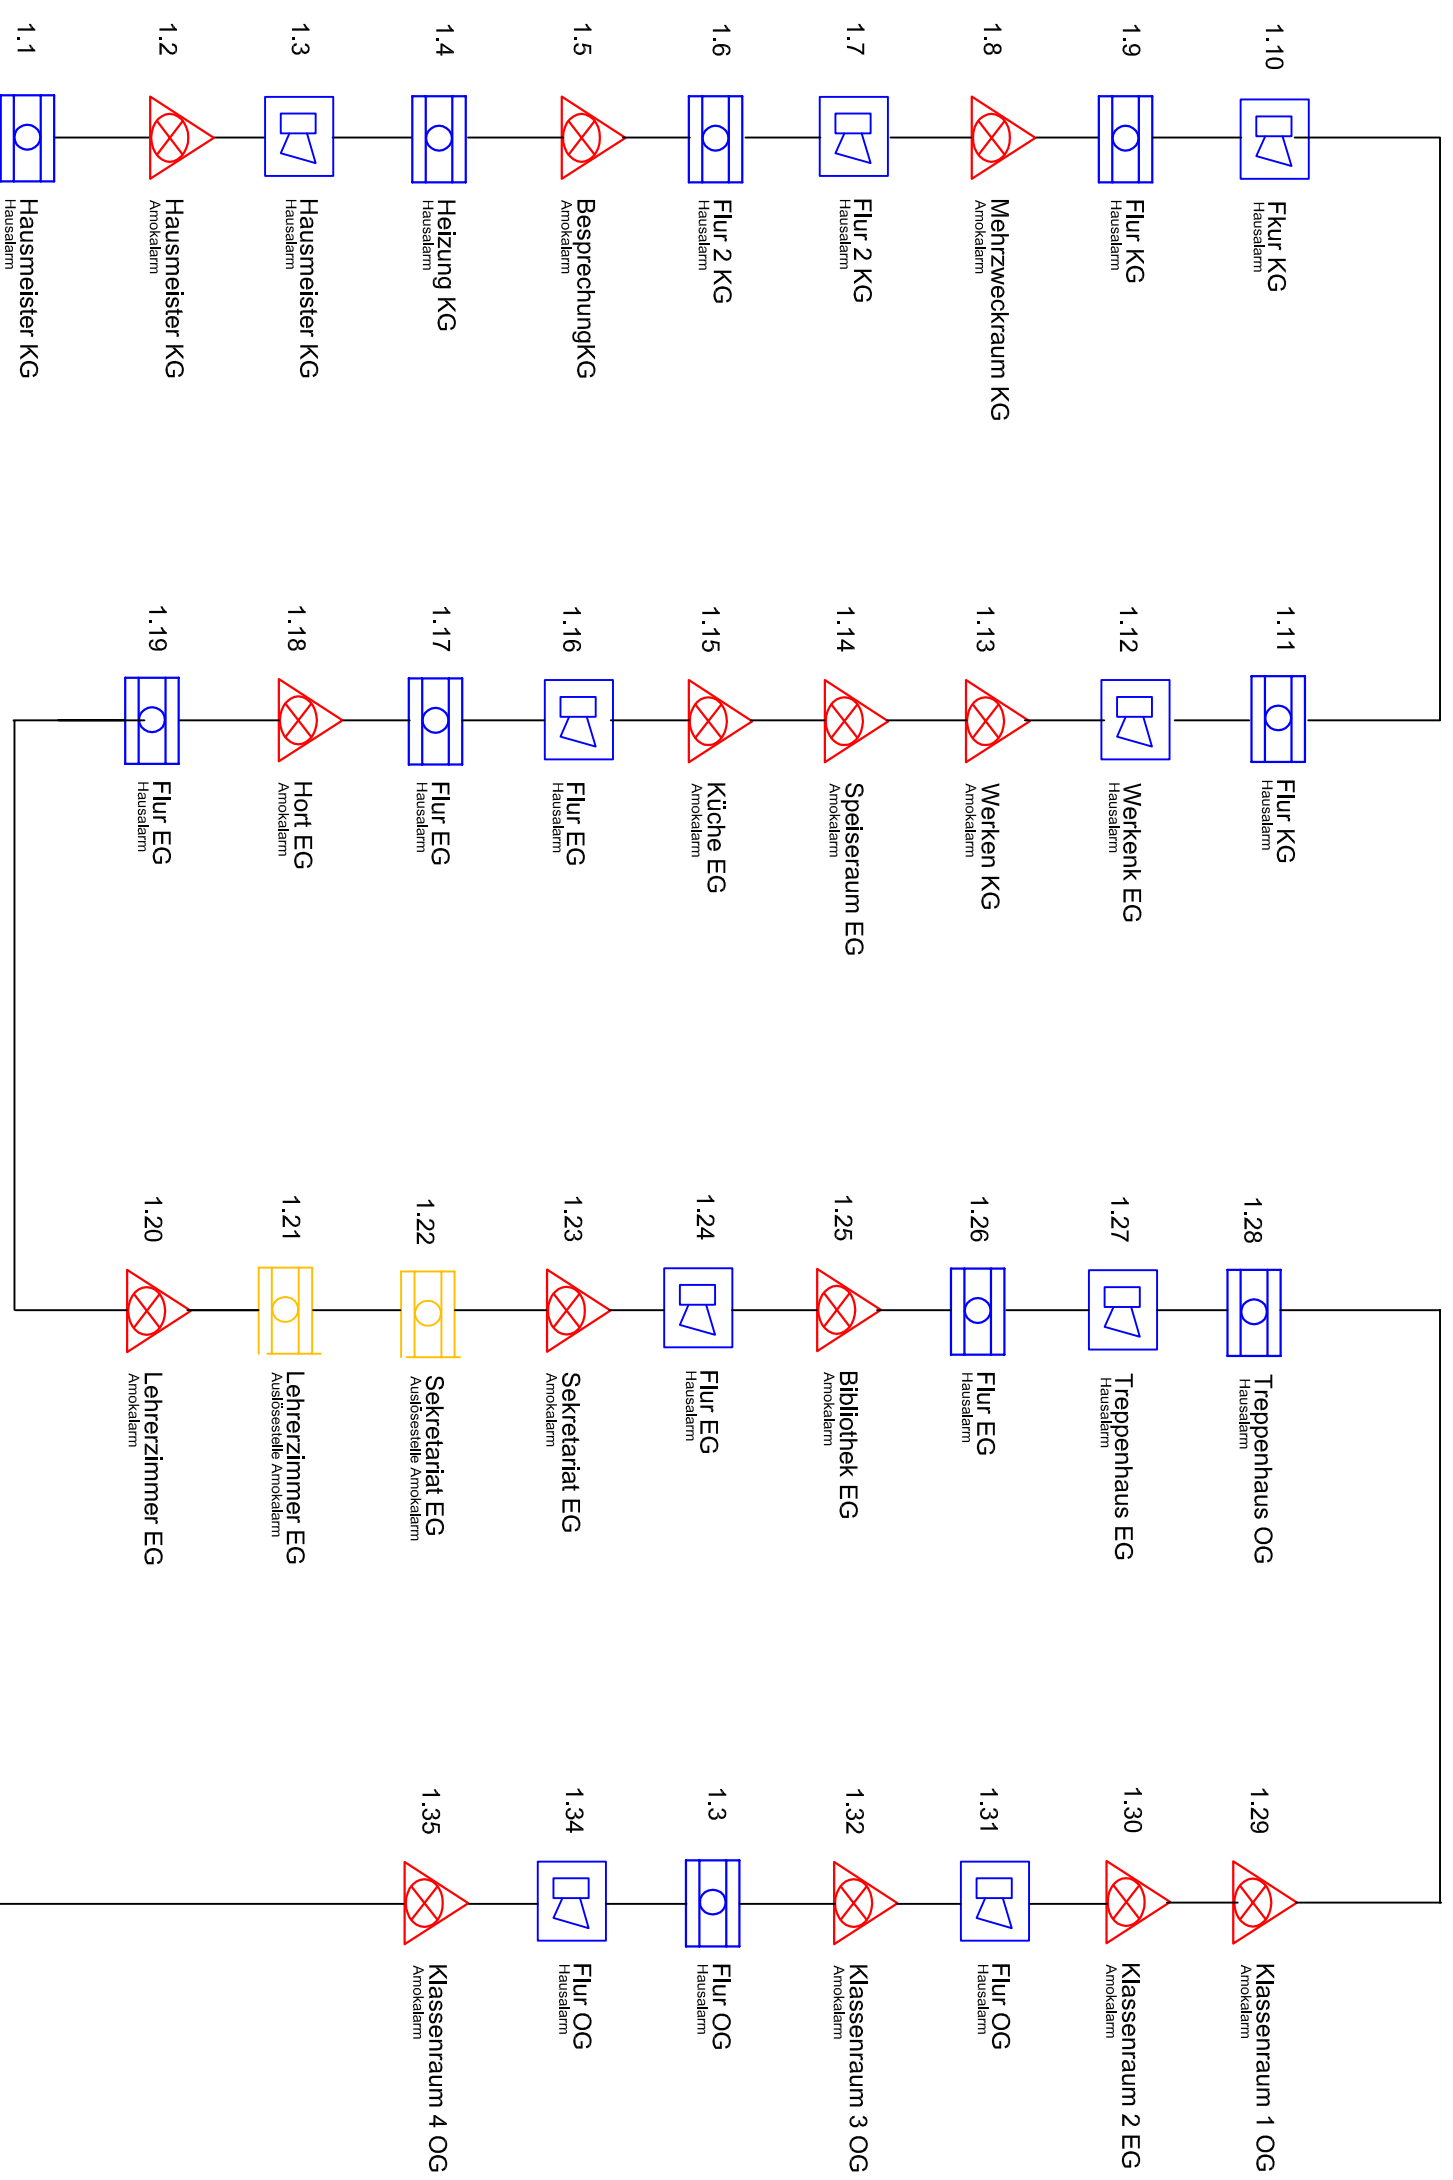 1.1
Hausmeister KG
Hausalarm
1.2
Hausmeister KG
Amokalarm
1.3
Hausmeister KG
Hausalarm
1.4
Heizung KG
Hausalarm
1.5
BesprechungKG
Amokalarm
1.6
Flur 2 KG
Hausalarm
1.7
Flur 2 KG
Hausalarm
1.8
Mehrzweckraum KG
Amokalarm
1.9
Flur KG
Hausalarm
1.10
Fkur KG
Hausalarm
1.11
Flur KG
Hausalarm
1.12
Werkenk EG
Hausalarm
1.13
Werken KG
Amokalarm
1.14
Speiseraum EG
Amokalarm
1.15
Küche EG
Amokalarm
1.16
Flur EG
Hausalarm
1.17
Flur EG
Hausalarm
1.18
Hort EG
Amokalarm
1.19
Flur EG
Hausalarm
1.20
Lehrerzimmer EG
Amokalarm
1.21
Lehrerzimmer EG
Auslösestelle Amokalarm
1.22
Sekretariat EG
Auslösestelle Amokalarm
1.23
Sekretariat EG
Amokalarm
1.24
Flur EG
Hausalarm
1.25
Bibliothek EG
Amokalarm
1.26
Flur EG
Hausalarm
1.27
Treppenhaus EG
Hausalarm
1.28
Treppenhaus OG
Hausalarm
1.29
Klassenraum 1 OG
Amokalarm
1.30
Klassenraum 2 EG
Amokalarm
1.31
Flur OG
Hausalarm
1.32
Klassenraum 3 OG
Amokalarm
1.3
Flur OG
Hausalarm
1.34
Flur OG
Hausalarm
1.35
Klassenraum 4 OG
Amokalarm